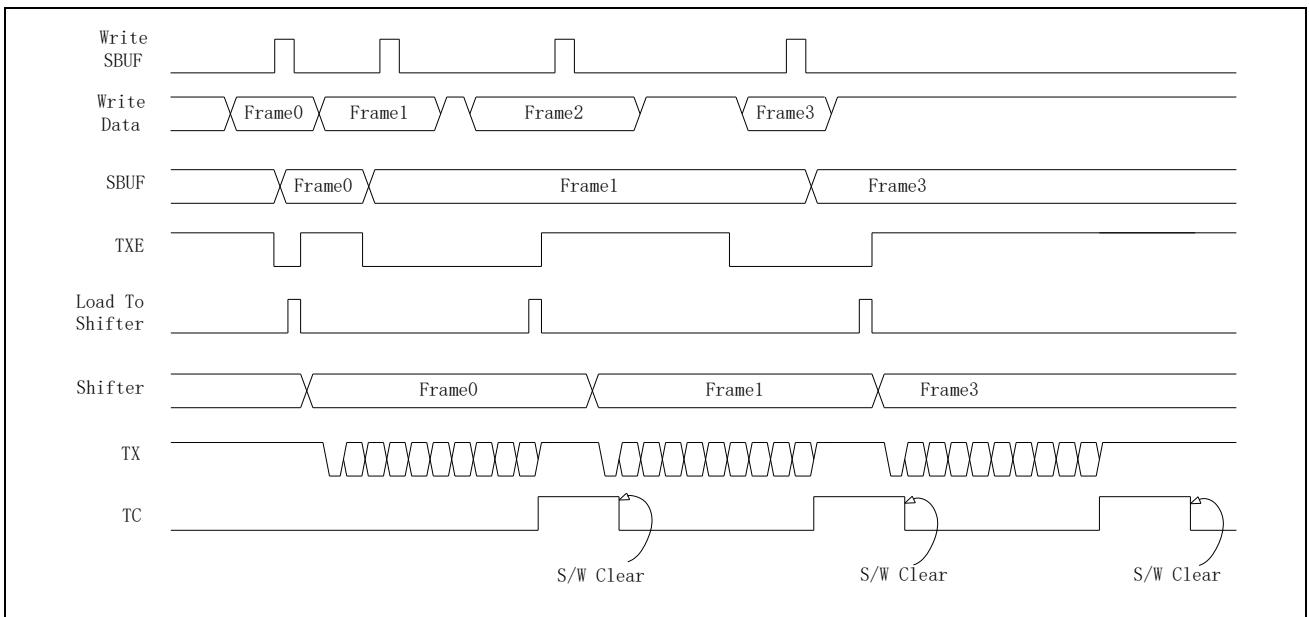 Write
SBUF
Write
Data
Frame0 Frame1 Frame2 Frame3
SBUF Frame0 Frame1 Frame3
TXE
Load To
Shifter
Shifter Frame0 Frame1 Frame3
TX
TC
S/W Clear S/W Clear S/W Clear